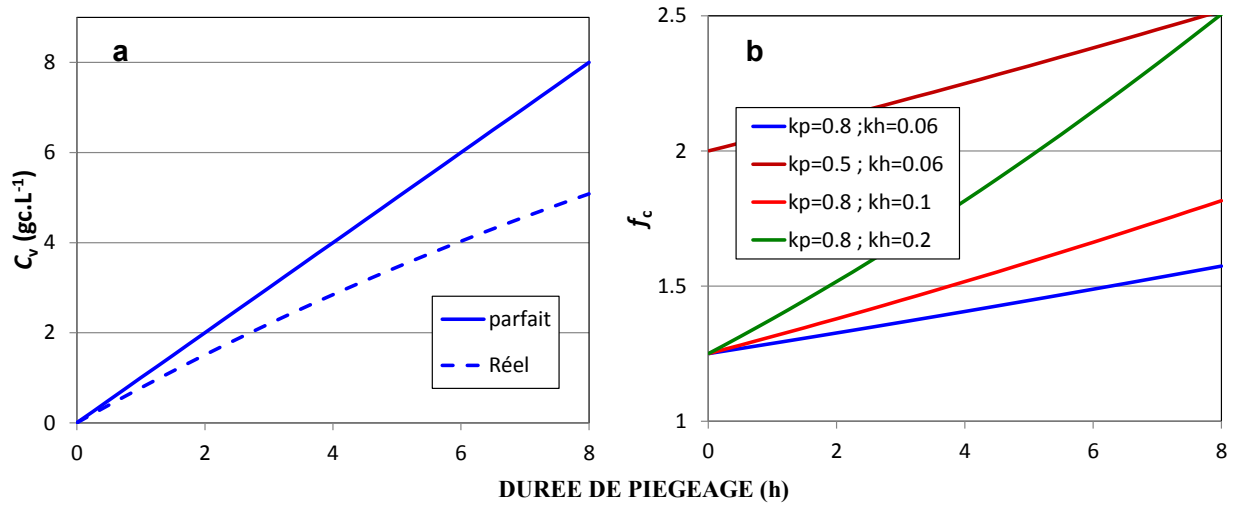 a
8
6
4
2
0
Cv (gc.L-1)
parfait
Réel
0 2 4 6 8
b
2.5
2
1.5
1
fc
kp=0.8 ;kh=0.06
kp=0.5 ; kh=0.06
kp=0.8 ; kh=0.1
kp=0.8 ; kh=0.2
0 2 4 6 8
DUREE DE PIEGEAGE (h)